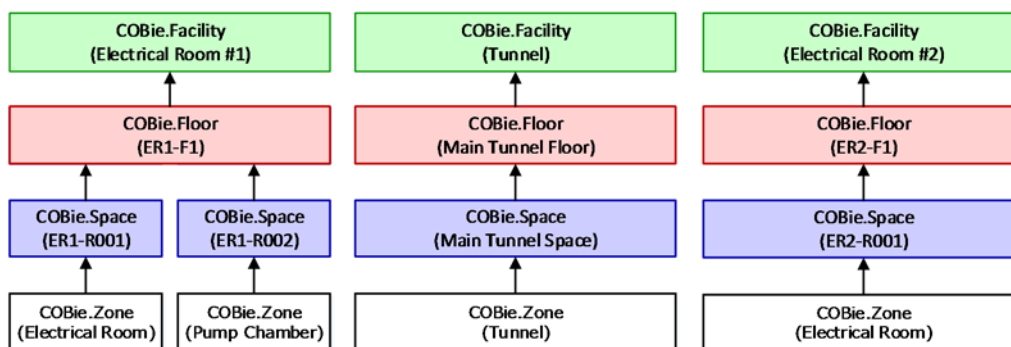 COBie.Facility
(Electrical Room #1)
COBie.Facility
(Tunnel)
COBie.Facility
(Electrical Room #2)
COBie.Floor
(ER1-F1)
COBie.Floor
(Main Tunnel Floor)
COBie.Floor
(ER2-F1)
COBie.Space
(ER1-R001)
COBie.Space
(ER1-R002)
COBie.Space
(Main Tunnel Space)
COBie.Space
(ER2-R001)
COBie.Zone
(Electrical Room)
COBie.Zone
(Pump Chamber)
COBie.Zone
(Tunnel)
COBie.Zone
(Electrical Room)